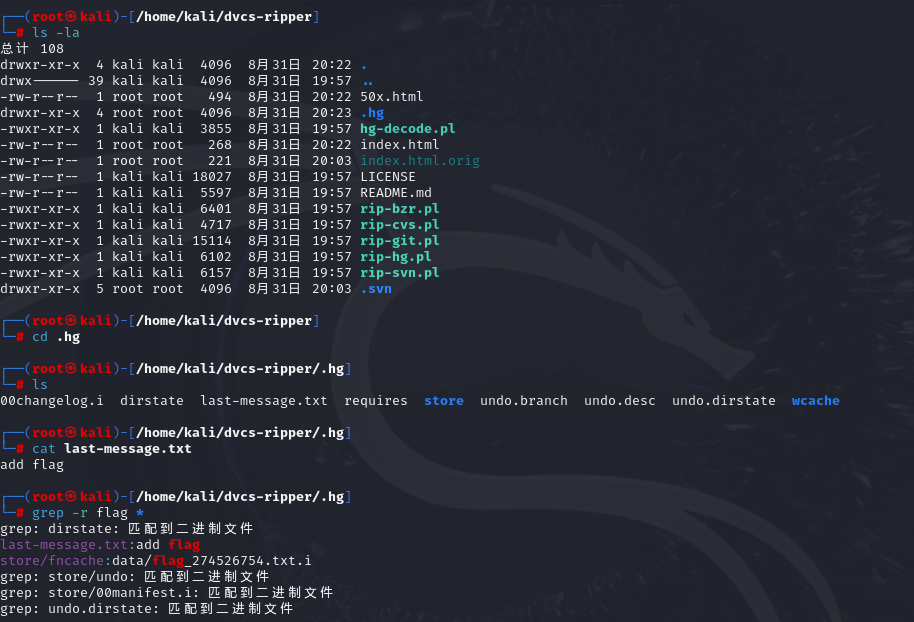 ┌──(root㉿kali)-[/home/kali/dvcs-ripper]
└─# ls -la
总计 108
drwxr-xr-x  4 kali kali  4096  8月31日 20:22 .
drwx------ 39 kali kali  4096  8月31日 19:57 ..
-rw-r--r--  1 root root   494  8月31日 20:22 50x.html
drwxr-xr-x  4 root root  4096  8月31日 20:23 .hg
-rwxr-xr-x  1 kali kali  3855  8月31日 19:57 hg-decode.pl
-rw-r--r--  1 root root   268  8月31日 20:22 index.html
-rw-r--r--  1 root root   221  8月31日 20:03 index.html.orig
-rw-r--r--  1 kali kali 18027  8月31日 19:57 LICENSE
-rw-r--r--  1 kali kali  5597  8月31日 19:57 README.md
-rwxr-xr-x  1 kali kali  6401  8月31日 19:57 rip-bzr.pl
-rwxr-xr-x  1 kali kali  4717  8月31日 19:57 rip-cvs.pl
-rwxr-xr-x  1 kali kali 15114  8月31日 19:57 rip-git.pl
-rwxr-xr-x  1 kali kali  6102  8月31日 19:57 rip-hg.pl
-rwxr-xr-x  1 kali kali  6157  8月31日 19:57 rip-svn.pl
drwxr-xr-x  5 root root  4096  8月31日 20:03 .svn
┌──(root㉿kali)-[/home/kali/dvcs-ripper]
└─# cd .hg
┌──(root㉿kali)-[/home/kali/dvcs-ripper/.hg]
└─# ls
00changelog.i  dirstate  last-message.txt  requires  store  undo.branch  undo.desc  undo.dirstate  wcache
┌──(root㉿kali)-[/home/kali/dvcs-ripper/.hg]
└─# cat last-message.txt
add flag
┌──(root㉿kali)-[/home/kali/dvcs-ripper/.hg]
└─# grep -r flag *
grep: dirstate: 匹配到二进制文件
last-message.txt:add flag
store/fncache:data/flag_274526754.txt.i
grep: store/undo: 匹配到二进制文件
grep: store/00manifest.i: 匹配到二进制文件
grep: undo.dirstate: 匹配到二进制文件